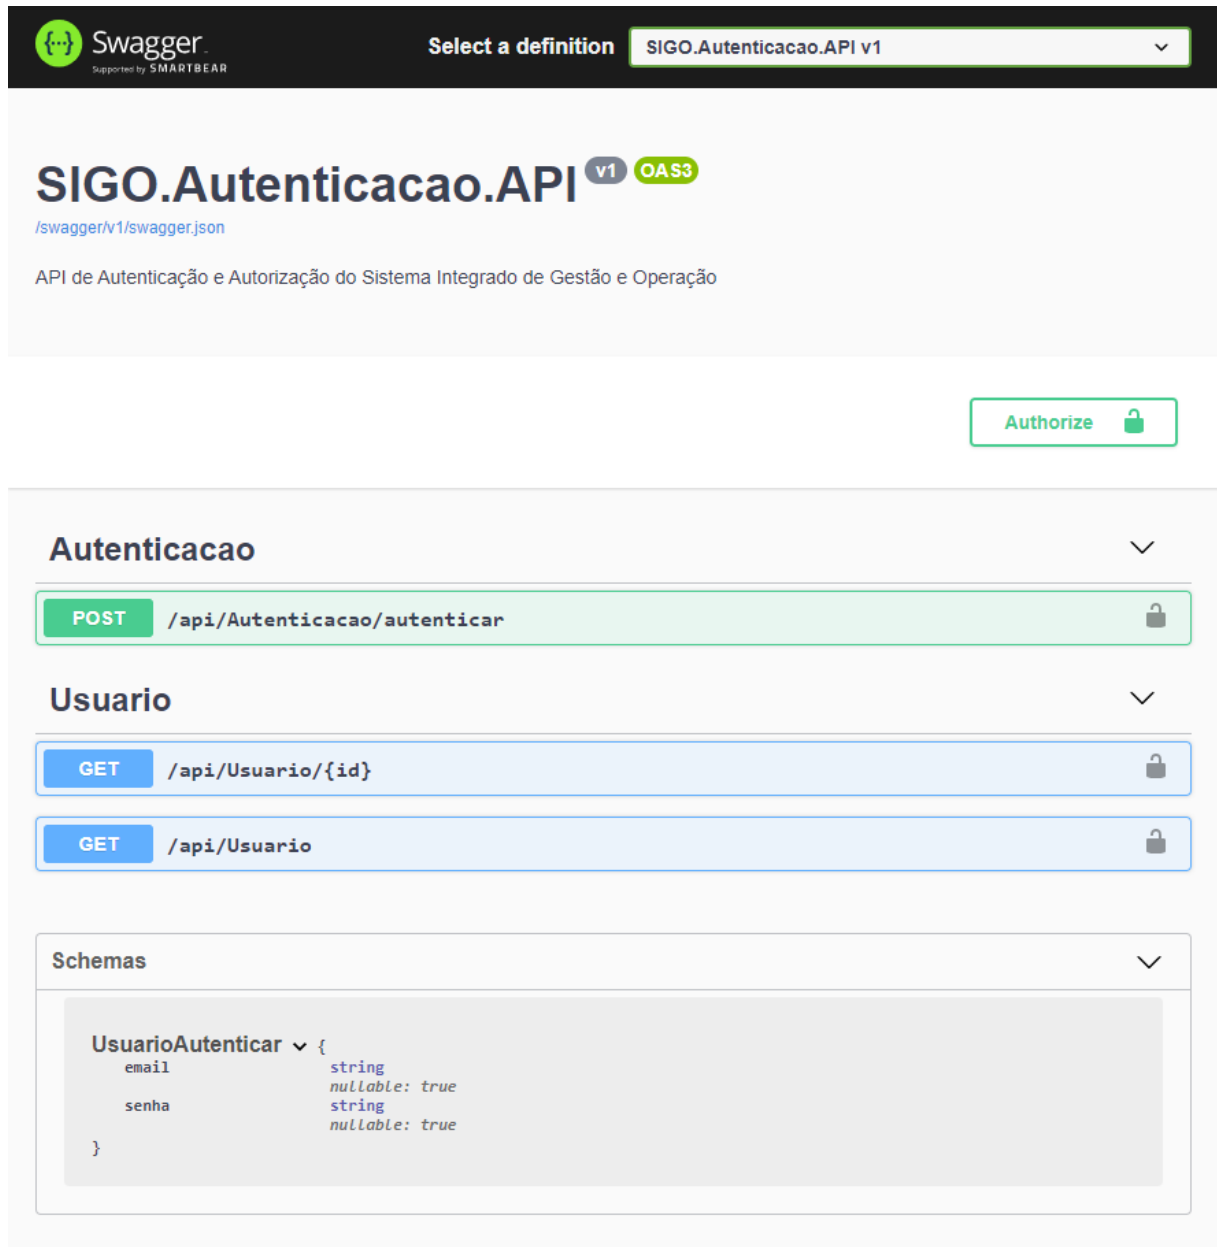 {···} Swagger.
Supported by SMARTBEAR
Select a definition
SIGO.Autenticacao.API v1
SIGO.Autenticacao.API v1 OAS3
/swagger/v1/swagger.json
API de Autenticação e Autorização do Sistema Integrado de Gestão e Operação
Authorize
Autenticacao
POST /api/Autenticacao/autenticar
Usuario
GET /api/Usuario/{id}
GET /api/Usuario
Schemas
UsuarioAutenticar {
email string
nullable: true
senha string
nullable: true
}